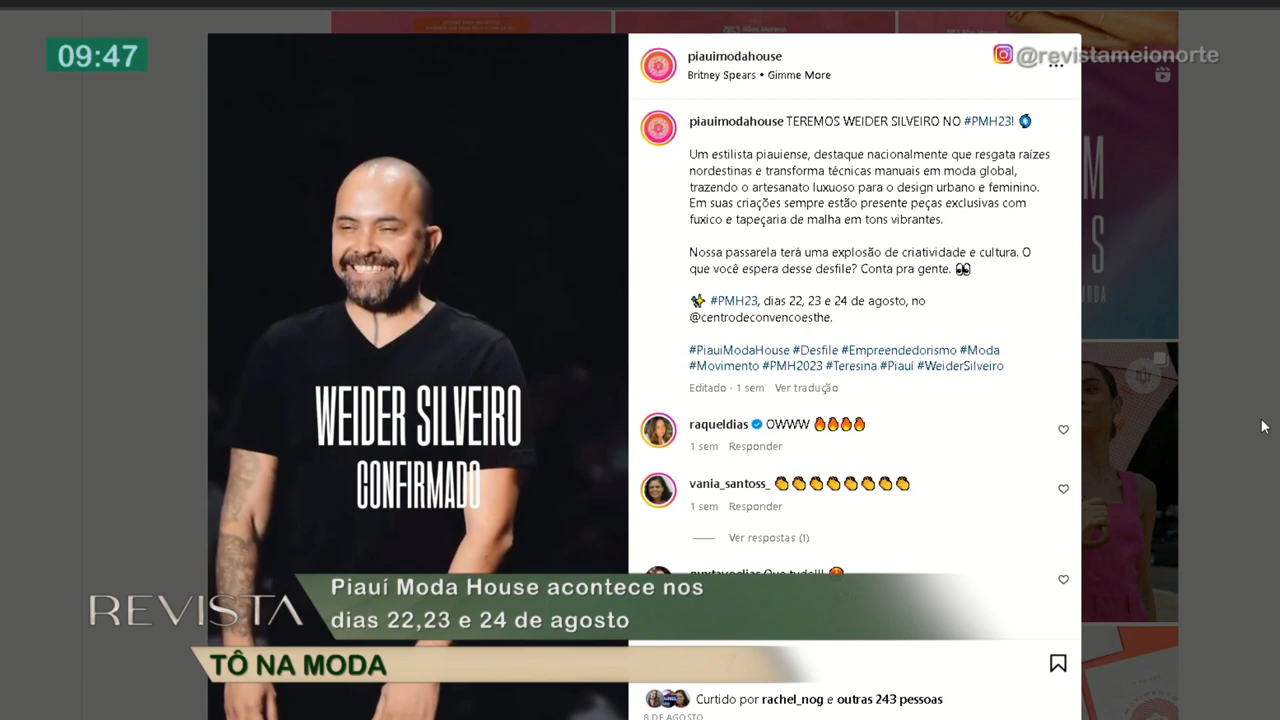 09:47
@revistameionorte
piauimodahouse
Britney Spears • Gimme More
piauimodahouse TEREMOS WEIDER SILVEIRO NO #PMH23!
Um estilista piauiense, destaque nacionalmente que resgata raízes
nordestinas e transforma técnicas manuais em moda global,
trazendo o artesanato luxuoso para o design urbano e feminino.
Em suas criações sempre estão presente peças exclusivas com
fuxico e tapeçaria de malha em tons vibrantes.
Nossa passarela terá uma explosão de criatividade e cultura. O
que você espera desse desfile? Conta pra gente. 👀
✨ #PMH23, dias 22, 23 e 24 de agosto, no
@centrodeconvencoesthe.
#PiauiModaHouse #Desfile #Empreendedorismo #Moda
#Movimento #PMH2023 #Teresina #Piauí #WeiderSilveiro
Editado · 1 sem Ver tradução
raqueldias OWWW 🔥🔥🔥🔥
1 sem Responder
vania_santoss_ 👏👏👏👏👏👏👏👏
1 sem Responder
Ver respostas (1)
WEIDER SILVEIRO
CONFIRMADO
REVISTA
Piauí Moda House acontece nos
dias 22,23 e 24 de agosto
TÔ NA MODA
Curtido por rachel_nog e outras 243 pessoas
8 DE AGOSTO